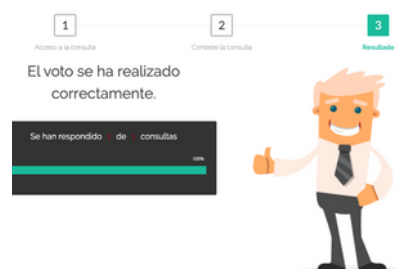 1
2
3
Acceso a la consulta
Conteste la consulta
Resultado
El voto se ha realizado
correctamente.
Se han respondido de consultas
100%